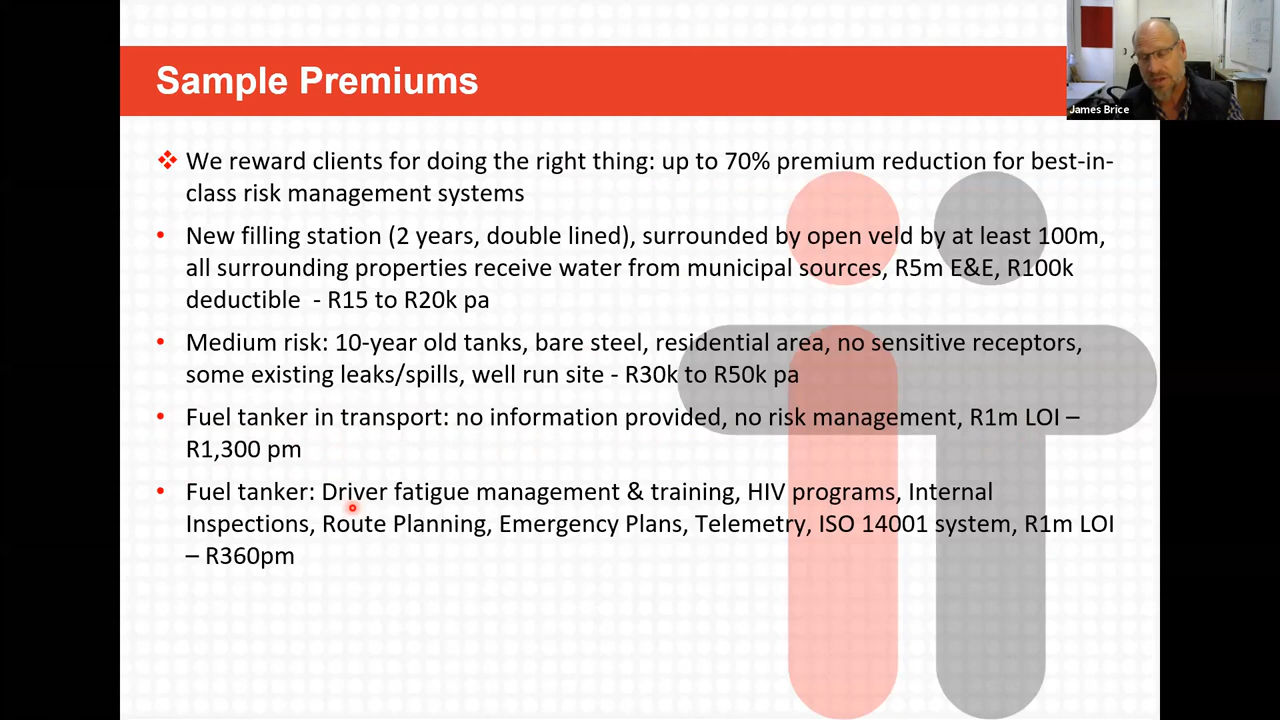 Sample Premiums
James Brice
❖ We reward clients for doing the right thing: up to 70% premium reduction for best-in-
class risk management systems
• New filling station (2 years, double lined), surrounded by open veld by at least 100m,
all surrounding properties receive water from municipal sources, R5m E&E, R100k
deductible  - R15 to R20k pa
• Medium risk: 10-year old tanks, bare steel, residential area, no sensitive receptors,
some existing leaks/spills, well run site - R30k to R50k pa
• Fuel tanker in transport: no information provided, no risk management, R1m LOI –
R1,300 pm
• Fuel tanker: Driver fatigue management & training, HIV programs, Internal
Inspections, Route Planning, Emergency Plans, Telemetry, ISO 14001 system, R1m LOI
– R360pm